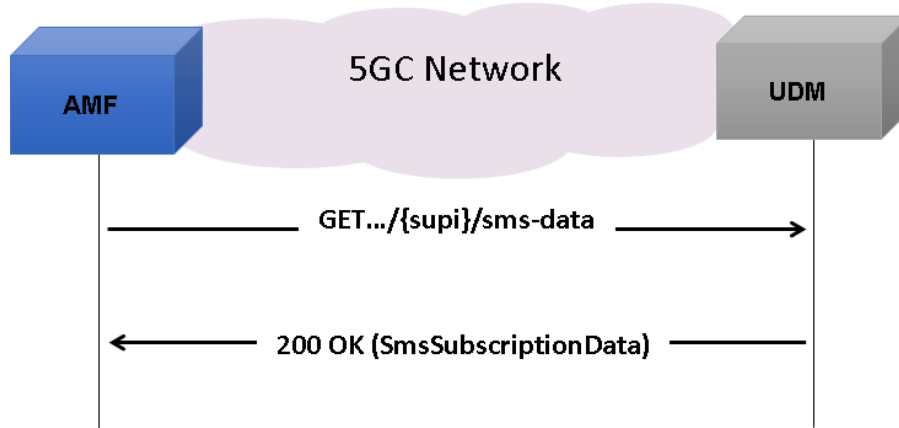 5GC Network
AMF
UDM
GET.../{supi}/sms-data
200 OK (SmsSubscriptionData)